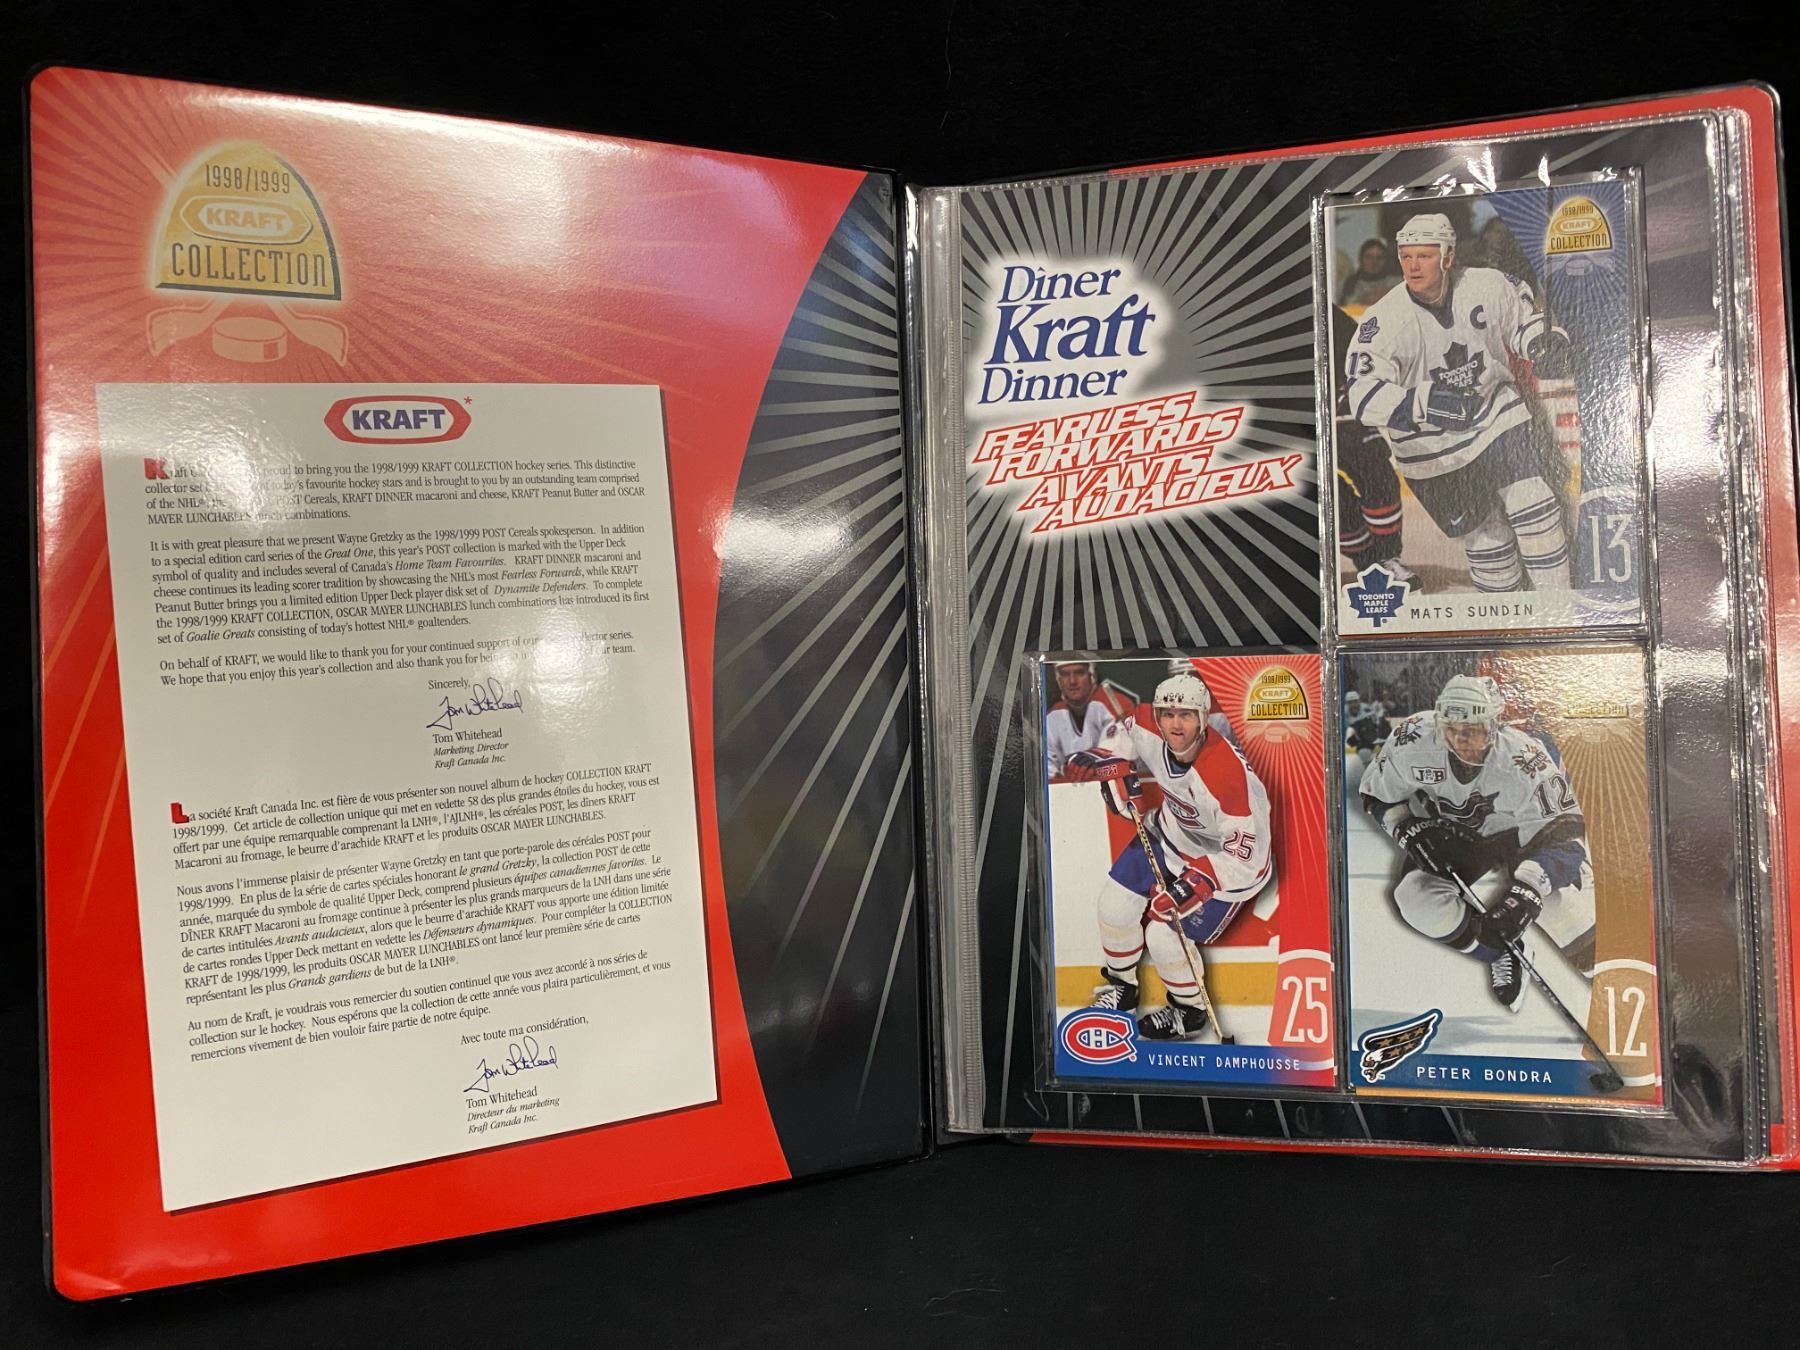 1998/1999
KRAFT
COLLECTION
KRAFT*
Kraft proud to bring you the 1998/1999 KRAFT COLLECTION hockey series. This distinctive
collector set today's favourite hockey stars and is brought to you by an outstanding team comprised
of the NHL®, the POST Cereals, KRAFT DINNER macaroni and cheese, KRAFT Peanut Butter and OSCAR
MAYER LUNCHABLES lunch combinations.
It is with great pleasure that we present Wayne Gretzky as the 1998/1999 POST Cereals spokesperson. In addition
to a special edition card series of the Great One, this year's POST collection is marked with the Upper Deck
symbol of quality and includes several of Canada's Home Team Favourites. KRAFT DINNER macaroni and
cheese continues its leading scorer tradition by showcasing the NHL's most Fearless Forwards, while KRAFT
Peanut Butter brings you a limited edition Upper Deck player disk set of Dynamite Defenders. To complete
the 1998/1999 KRAFT COLLECTION, OSCAR MAYER LUNCHABLES lunch combinations has introduced its first
set of Goalie Greats consisting of today's hottest NHL® goaltenders.
On behalf of KRAFT, we would like to thank you for your continued support of our collector series.
We hope that you enjoy this year's collection and also thank you for being of our team.
Sincerely,
Tom Whitehead
Tom Whitehead
Marketing Director
Kraft Canada Inc.
La société Kraft Canada Inc. est fière de vous présenter son nouvel album de hockey COLLECTION KRAFT
1998/1999. Cet article de collection unique qui met en vedette 58 des plus grandes étoiles du hockey, vous est
offert par une équipe remarquable comprenant la LNH®, l'AJLNH®, les céréales POST, les dîners KRAFT
Macaroni au fromage, le beurre d'arachide KRAFT et les produits OSCAR MAYER LUNCHABLES.
Nous avons l'immense plaisir de présenter Wayne Gretzky en tant que porte-parole des céréales POST pour
1998/1999. En plus de la série de cartes spéciales honorant le grand Gretzky, la collection POST de cette
année, marquée du symbole de qualité Upper Deck, comprend plusieurs équipes canadiennes favorites. Le
DÎNER KRAFT Macaroni au fromage continue à présenter les plus grands marqueurs de la LNH dans une série
de cartes intitulées Avants audacieux, alors que le beurre d'arachide KRAFT vous apporte une édition limitée
de cartes rondes Upper Deck mettant en vedette les Défenseurs dynamiques. Pour compléter la COLLECTION
KRAFT de 1998/1999, les produits OSCAR MAYER LUNCHABLES ont lancé leur première série de cartes
représentant les plus Grands gardiens de but de la LNH®.
Au nom de Kraft, je voudrais vous remercier du soutien continuel que vous avez accordé à nos séries de
collection sur le hockey. Nous espérons que la collection de cette année vous plaira particulièrement, et vous
remercions vivement de bien vouloir faire partie de notre équipe.
Avec toute ma considération,
Tom Whitehead
Tom Whitehead
Directeur du marketing
Kraft Canada Inc.
Dîner
Kraft
Dinner
FEARLESS
FORWARDS
AVANTS
AUDACIEUX
1998/1999
KRAFT
COLLECTION
C
13
TORONTO
MAPLE
LEAFS
13
TORONTO
MAPLE
LEAFS
MATS SUNDIN
1998/1999
KRAFT
COLLECTION
25
25
VINCENT DAMPHOUSSE
COLLECTION
J&B
12
12
PETER BONDRA